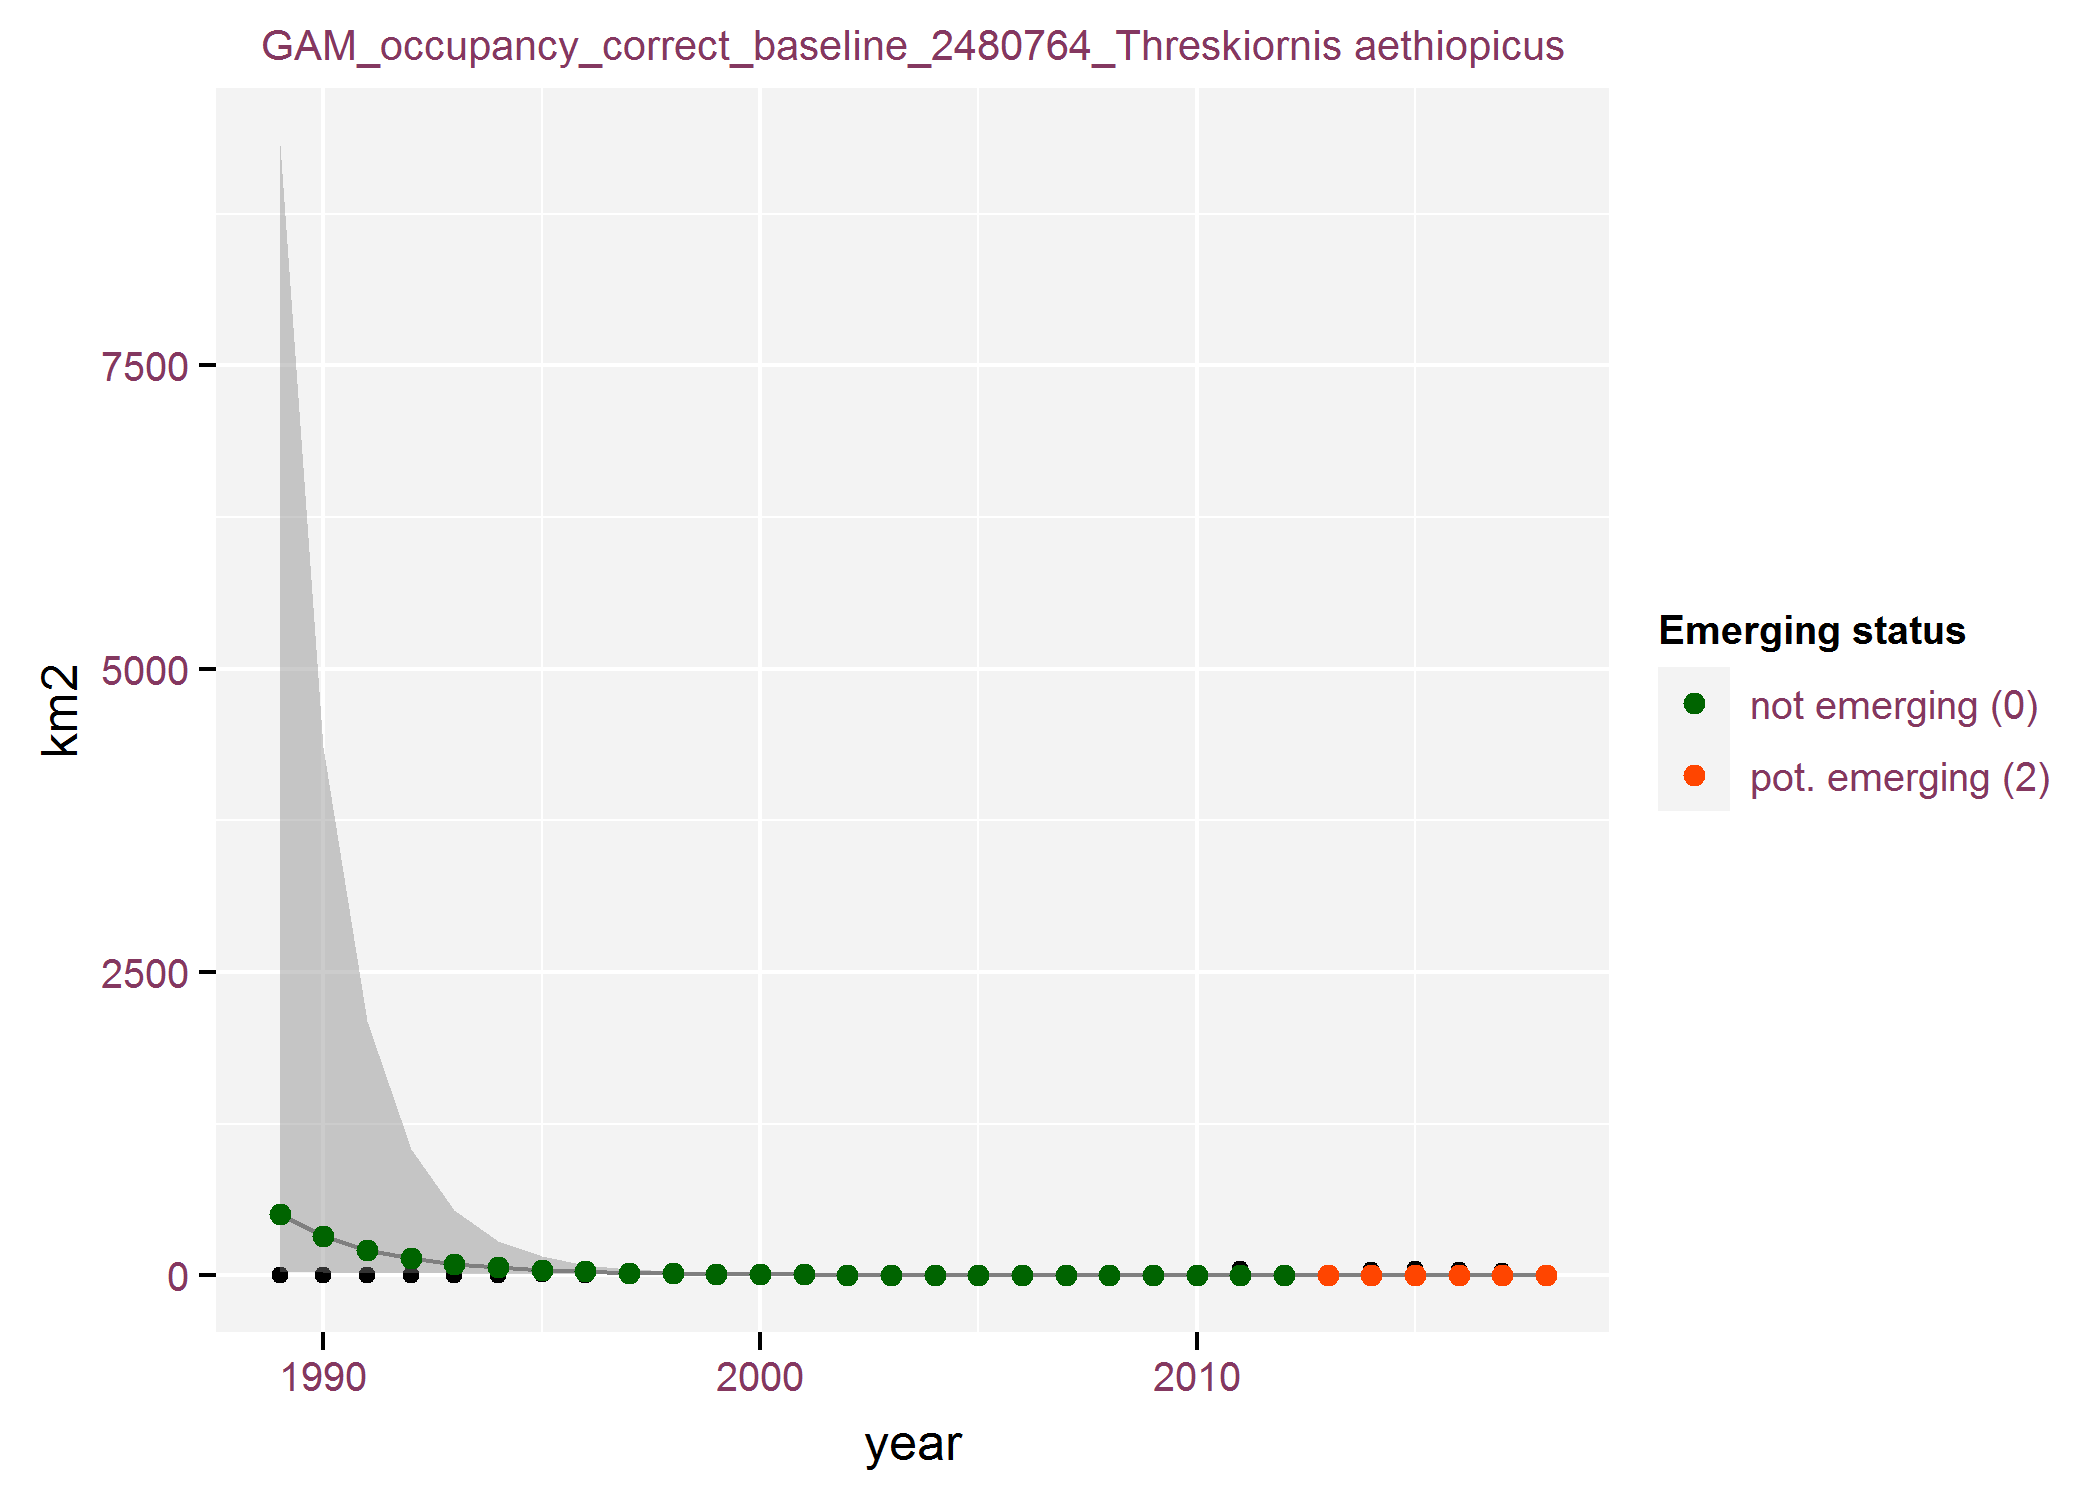 GAM_occupancy_correct_baseline_2480764_Threskiornis aethiopicus
7500
5000
2500
0
km2
1990
2000
2010
year
Emerging status
not emerging (0)
pot. emerging (2)